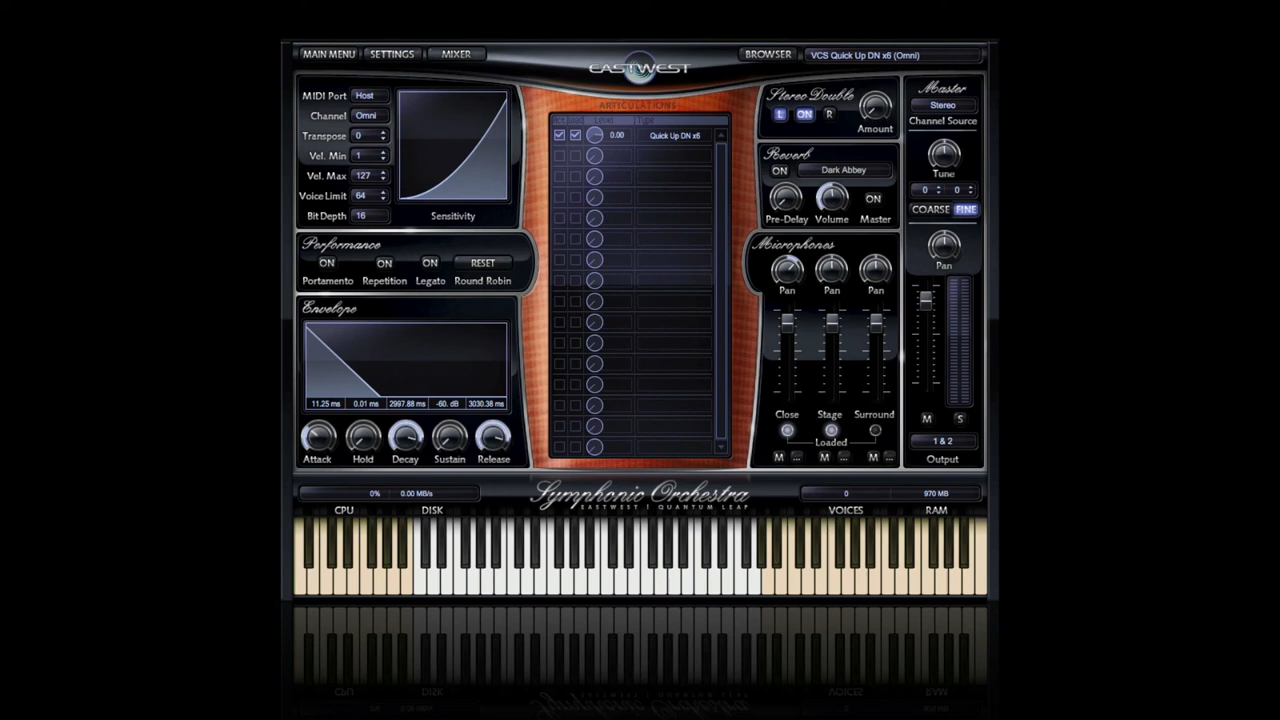 MAIN MENU SETTINGS MIXER
EASTWEST
BROWSER VCS Quick Up DN x6 (Omni)
MIDI Port Host
Channel Omni
Transpose 0
Vel. Min 1
Vel. Max 127
Voice Limit 64
Bit Depth 16
Sensitivity
Performance
ON ON ON RESET
Portamento Repetition Legato Round Robin
Envelope
11.25 ms 0.01 ms 2997.88 ms -60. dB 3030.38 ms
Attack Hold Decay Sustain Release
ARTICULATIONS
Level Type
0.00 Quick Up DN x6
Stereo Double
L ON R
Amount
Reverb
ON Dark Abbey
ON
Pre-Delay Volume Master
Microphones
Pan Pan Pan
Close Stage Surround
Loaded
M ... M ... M ...
Master
Stereo
Channel Source
Tune
0 0
COARSE FINE
Pan
M S
1 & 2
Output
0% 0.00 MB/s
CPU DISK
Symphonic Orchestra
EASTWEST | QUANTUM LEAP
0 970 MB
VOICES RAM